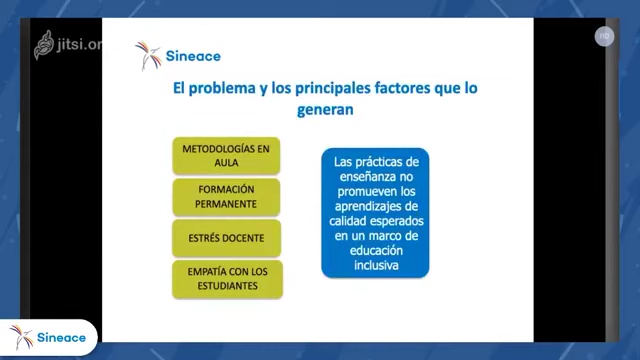 jitsi.or
HD
Sineace
El problema y los principales factores que lo
generan
METODOLOGÍAS EN
AULA
FORMACIÓN
PERMANENTE
ESTRÉS DOCENTE
EMPATÍA CON LOS
ESTUDIANTES
Las prácticas de
enseñanza no
promueven los
aprendizajes de
calidad esperados
en un marco de
educación
inclusiva
Sineace